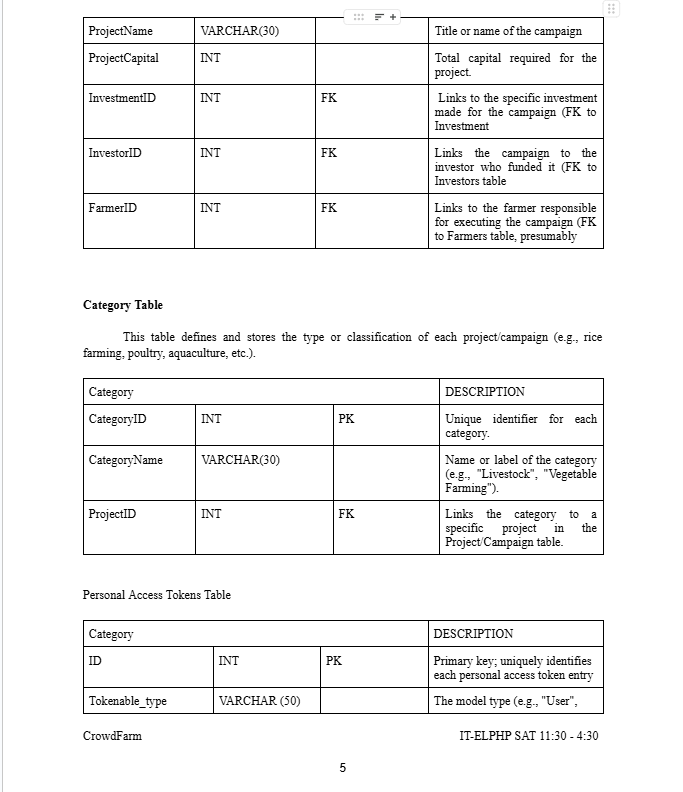 ProjectName VARCHAR(30) Title or name of the campaign
ProjectCapital INT Total capital required for the
project.
InvestmentID INT FK Links to the specific investment
made for the campaign (FK to
Investment
InvestorID INT FK Links the campaign to the
investor who funded it (FK to
Investors table
FarmerID INT FK Links to the farmer responsible
for executing the campaign (FK
to Farmers table, presumably
Category Table
This table defines and stores the type or classification of each project/campaign (e.g., rice
farming, poultry, aquaculture, etc.).
Category DESCRIPTION
CategoryID INT PK Unique identifier for each
category.
CategoryName VARCHAR(30) Name or label of the category
(e.g., "Livestock", "Vegetable
Farming").
ProjectID INT FK Links the category to a
specific project in the
Project/Campaign table.
Personal Access Tokens Table
Category DESCRIPTION
ID INT PK Primary key; uniquely identifies
each personal access token entry
Tokenable_type VARCHAR (50) The model type (e.g., "User",
CrowdFarm IT-ELPHP SAT 11:30 - 4:30
5